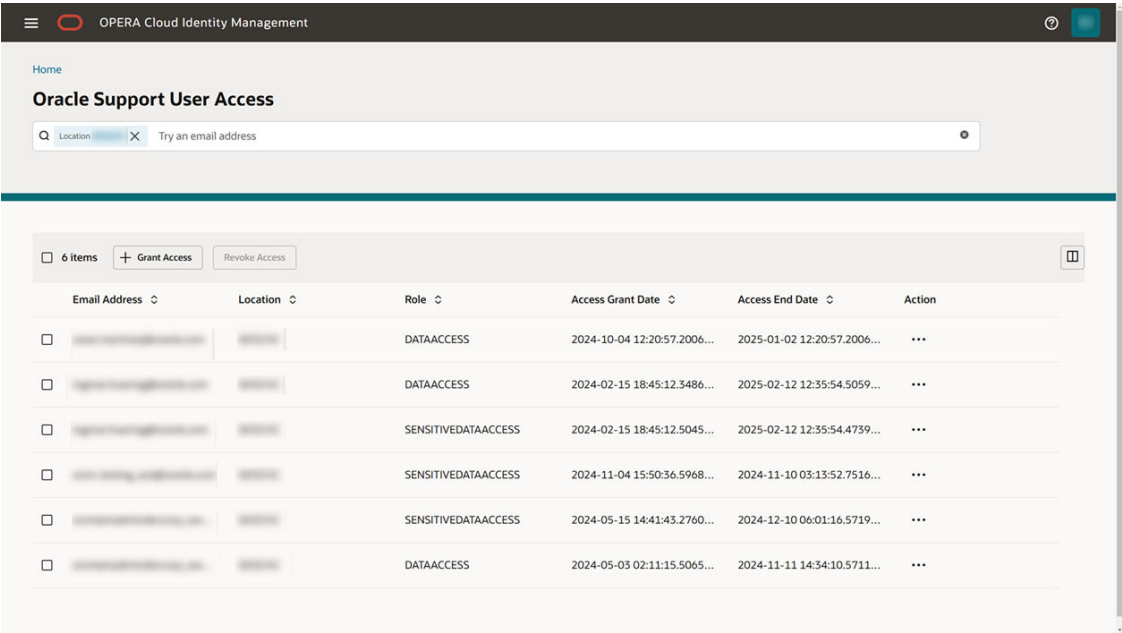 OPERA Cloud Identity Management
Home
Oracle Support User Access
Location Try an email address
6 items + Grant Access Revoke Access
Email Address Location Role Access Grant Date Access End Date Action
DATAACCESS 2024-10-04 12:20:57.2006... 2025-01-02 12:20:57.2006... ...
DATAACCESS 2024-02-15 18:45:12.3486... 2025-02-12 12:35:54.5059... ...
SENSITIVEDATAACCESS 2024-02-15 18:45:12.5045... 2025-02-12 12:35:54.4739... ...
SENSITIVEDATAACCESS 2024-11-04 15:50:36.5968... 2024-11-10 03:13:52.7516... ...
SENSITIVEDATAACCESS 2024-05-15 14:41:43.2760... 2024-12-10 06:01:16.5719... ...
DATAACCESS 2024-05-03 02:11:15.5065... 2024-11-11 14:34:10.5711... ...